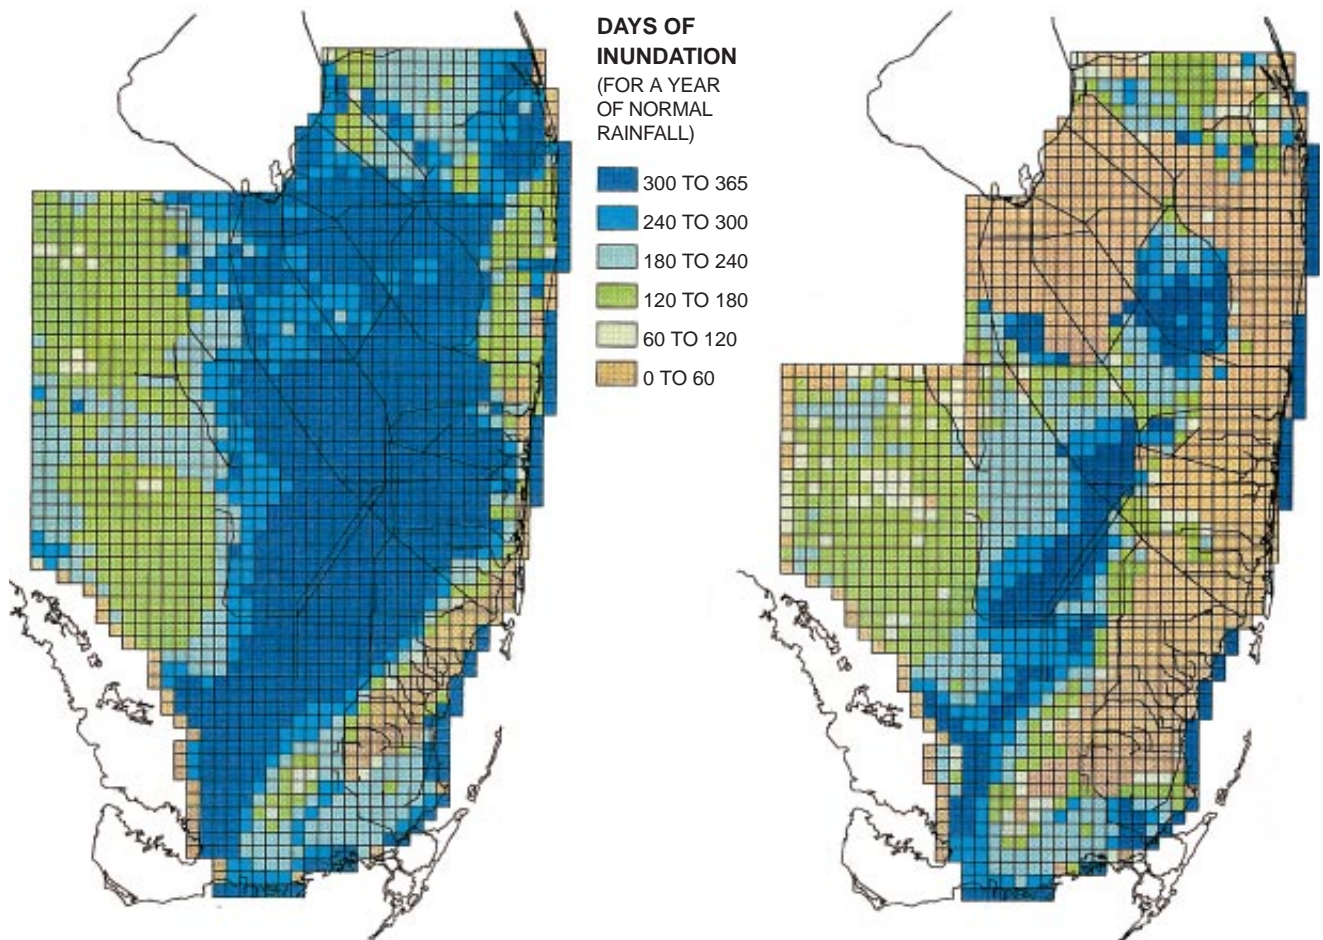 DAYS OF
INUNDATION
(FOR A YEAR
OF NORMAL
RAINFALL)
300 TO 365
240 TO 300
180 TO 240
120 TO 180
60 TO 120
0 TO 60